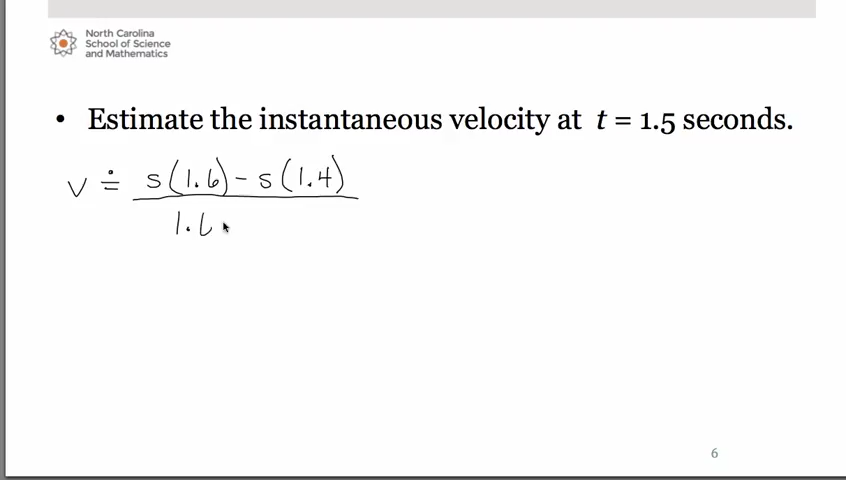 North Carolina
School of Science
and Mathematics
• Estimate the instantaneous velocity at t = 1.5 seconds.
v ≐ s(1.6) - s(1.4)
1.6
6